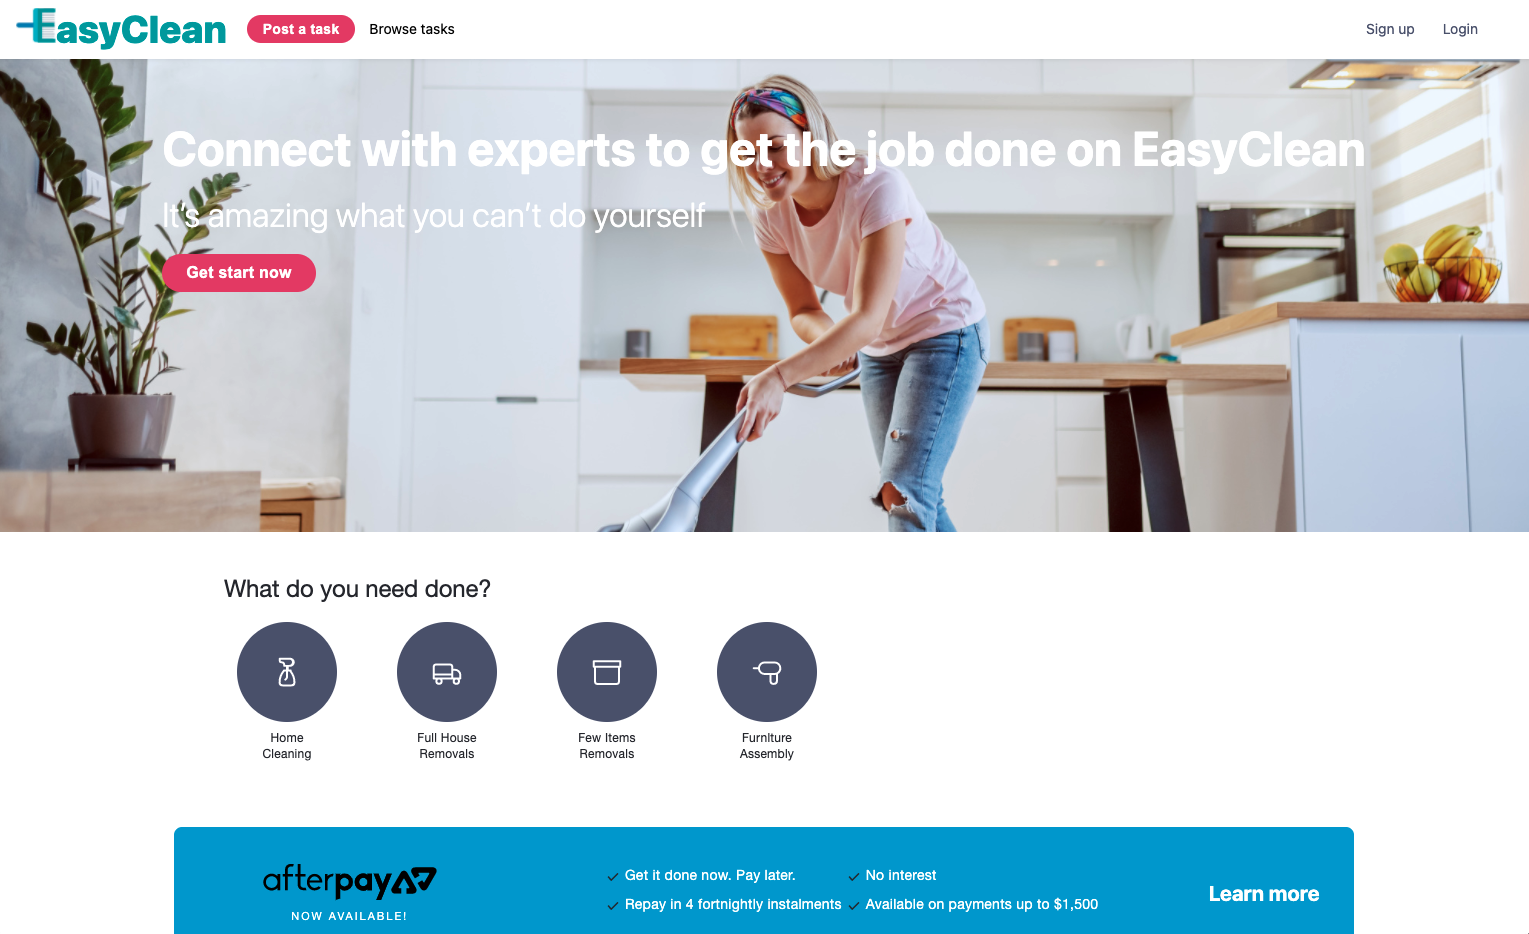 EasyClean
Post a task
Browse tasks
Sign up
Login
Connect with experts to get the job done on EasyClean
It's amazing what you can't do yourself
Get start now
What do you need done?
Home
Cleaning
Full House
Removals
Few Items
Removals
FurnIture
Assembly
afterpay
NOW AVAILABLE!
Get it done now. Pay later.
No interest
Repay in 4 fortnightly instalments
Available on payments up to $1,500
Learn more